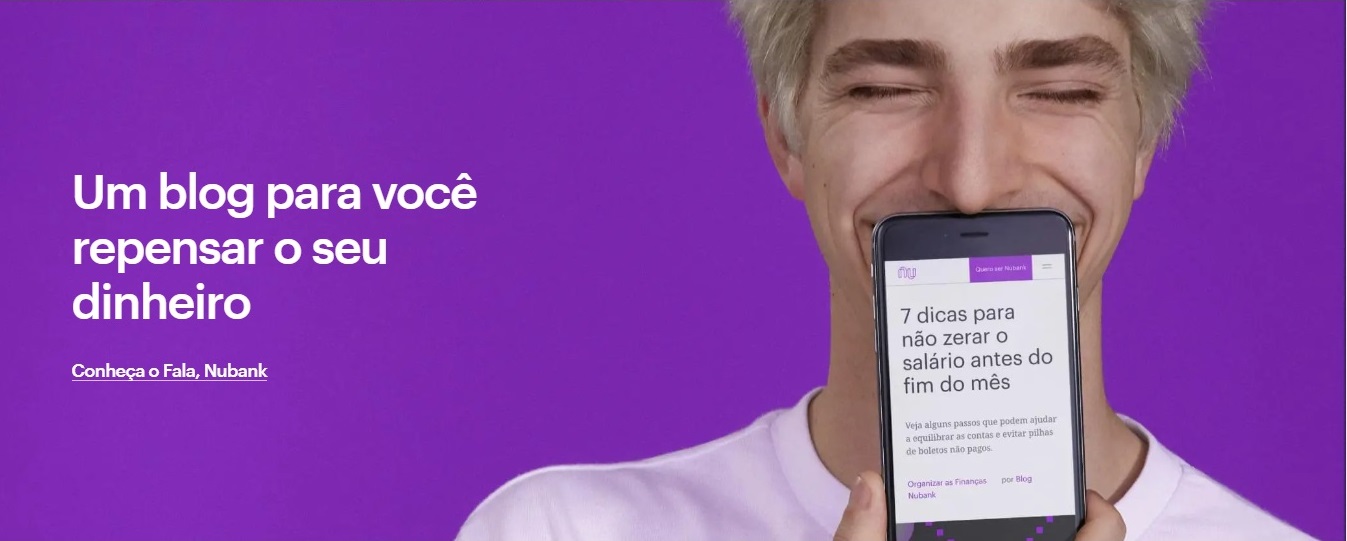 Um blog para você
repensar o seu
dinheiro
Conheça o Fala, Nubank
nu
Quero ser Nubank
7 dicas para
não zerar o
salário antes do
fim do mês
Veja alguns passos que podem ajudar
a equilibrar as contas e evitar pilhas
de boletos não pagos.
Organizar as Finanças por Blog
Nubank